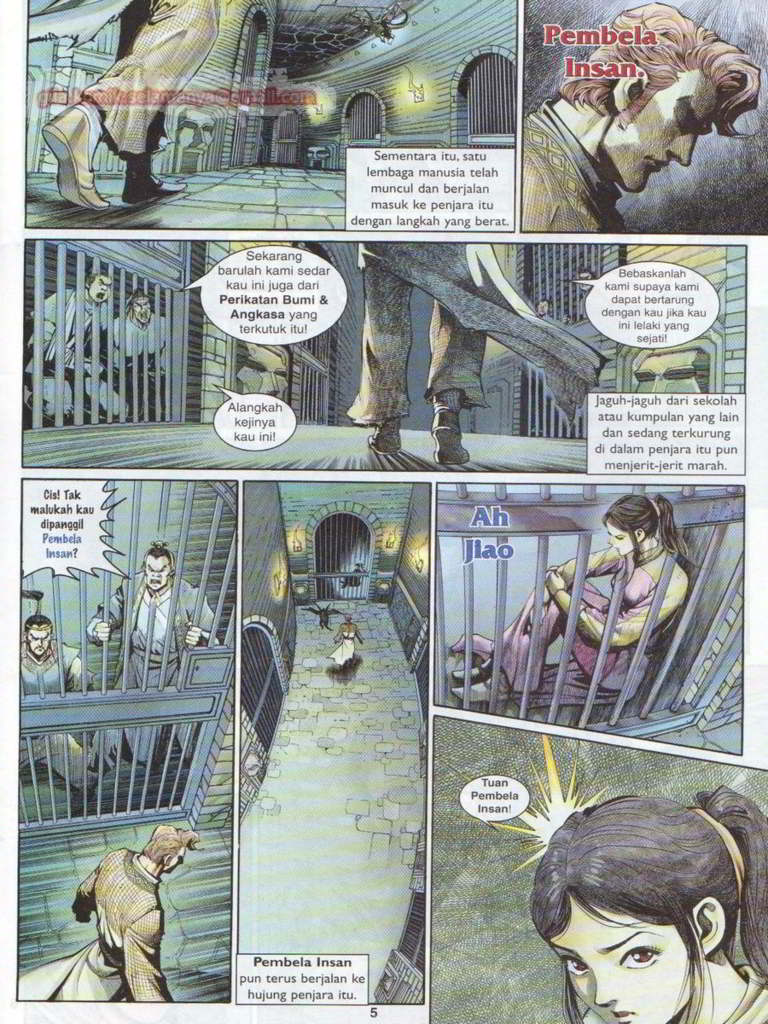 Sementara itu, satu
lembaga manusia telah
muncul dan berjalan
masuk ke penjara itu
dengan langkah yang berat.
Pembela
Insan.
Sekarang
barulah kami sedar
kau ini juga dari
Perikatan Bumi &
Angkasa yang
terkutuk itu!
Alangkah
kejinya
kau ini!
Bebaskanlah
kami supaya kami
dapat bertarung
dengan kau jika kau
ini lelaki yang
sejati!
Jaguh-jaguh dari sekolah
atau kumpulan yang lain
dan sedang terkurung
di dalam penjara itu pun
menjerit-jerit marah.
Cis! Tak
malukah kau
dipanggil
Pembela
Insan?
Pembela Insan
pun terus berjalan ke
hujung penjara itu.
Ah
Jiao
Tuan
Pembela
Insan!
5